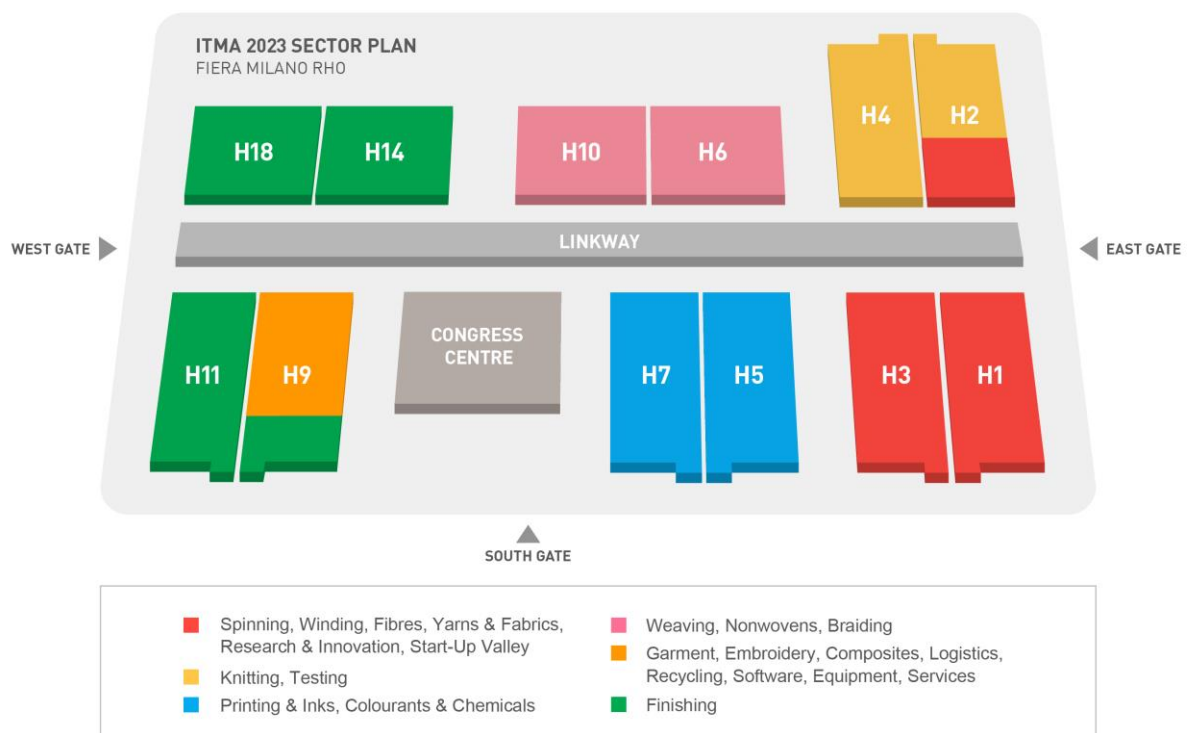 ITMA 2023 SECTOR PLAN
FIERA MILANO RHO
H4
H2
H18
H14
H10
H6
WEST GATE
LINKWAY
EAST GATE
H11
H9
CONGRESS
CENTRE
H7
H5
H3
H1
SOUTH GATE
Spinning, Winding, Fibres, Yarns & Fabrics,
Research & Innovation, Start-Up Valley
Knitting, Testing
Printing & Inks, Colourants & Chemicals
Weaving, Nonwovens, Braiding
Garment, Embroidery, Composites, Logistics,
Recycling, Software, Equipment, Services
Finishing